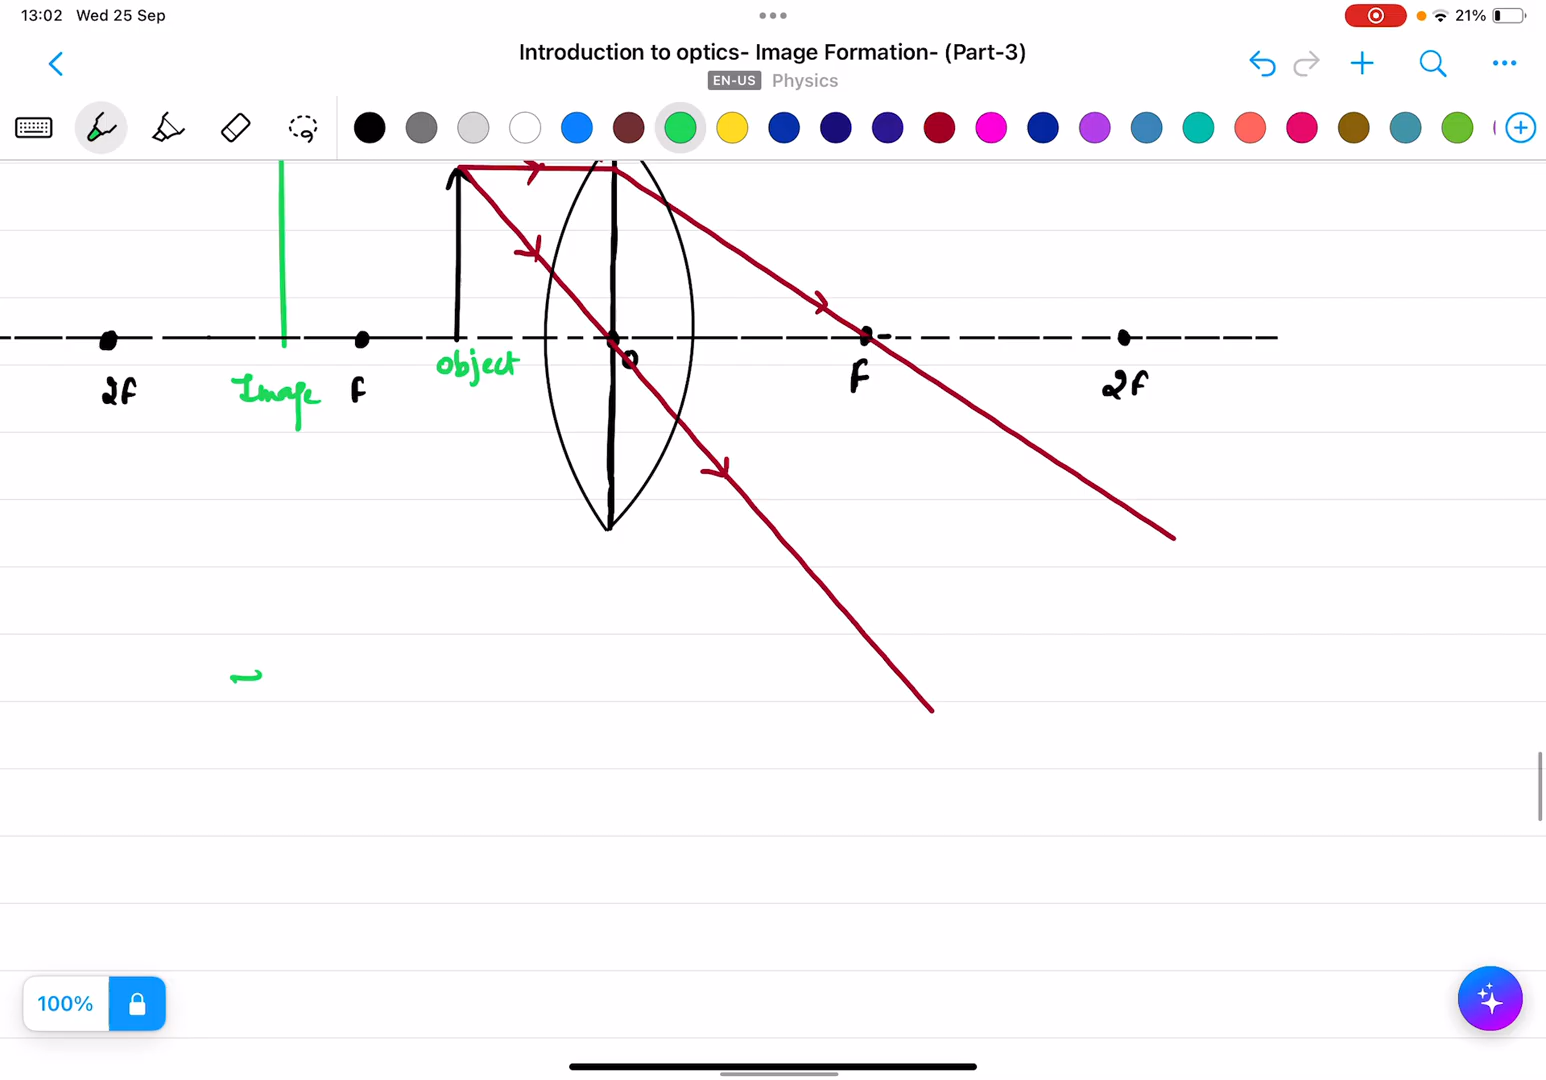 13:02 Wed 25 Sep
21%
Introduction to optics- Image Formation- (Part-3)
EN-US Physics
2F
Image
F
object
O
F
2F
100%